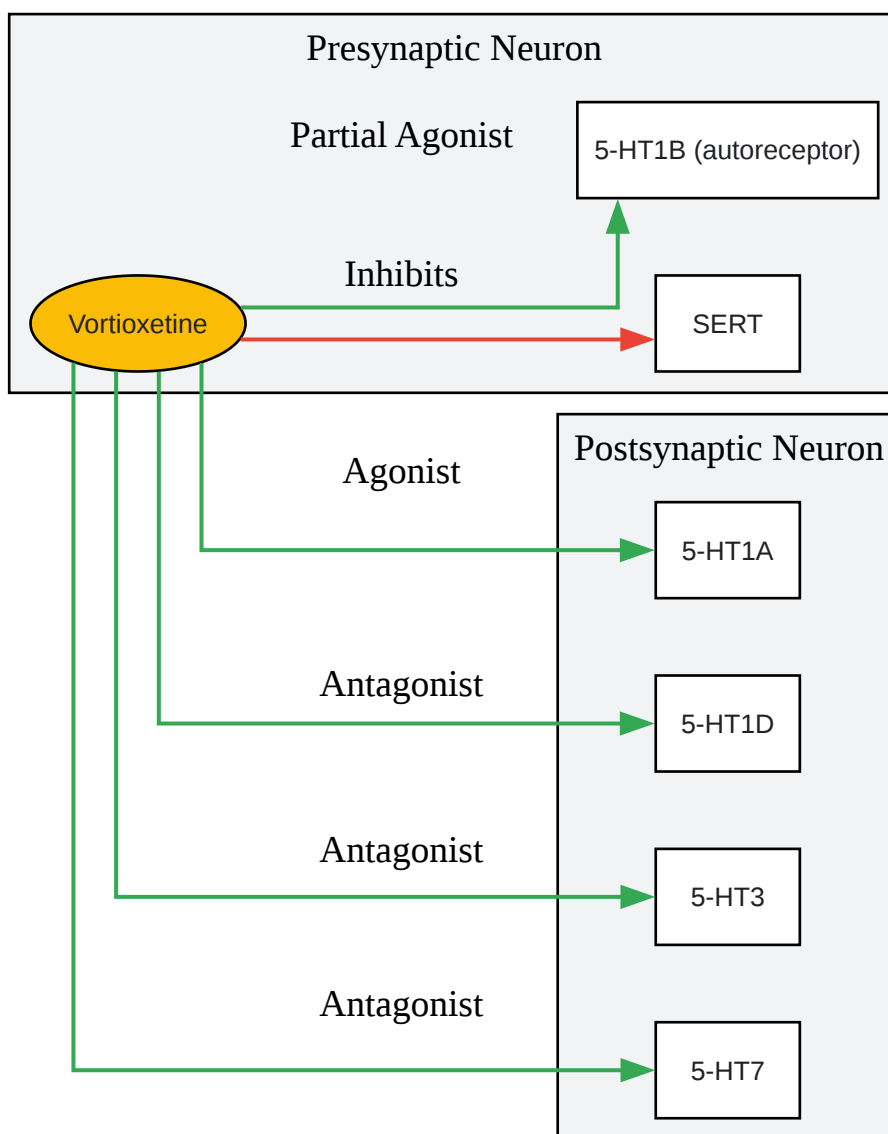 Presynaptic Neuron
Partial Agonist
5-HT1B (autoreceptor)
Inhibits
Vortioxetine
SERT
Postsynaptic Neuron
Agonist
5-HT1A
Antagonist
5-HT1D
Antagonist
5-HT3
Antagonist
5-HT7